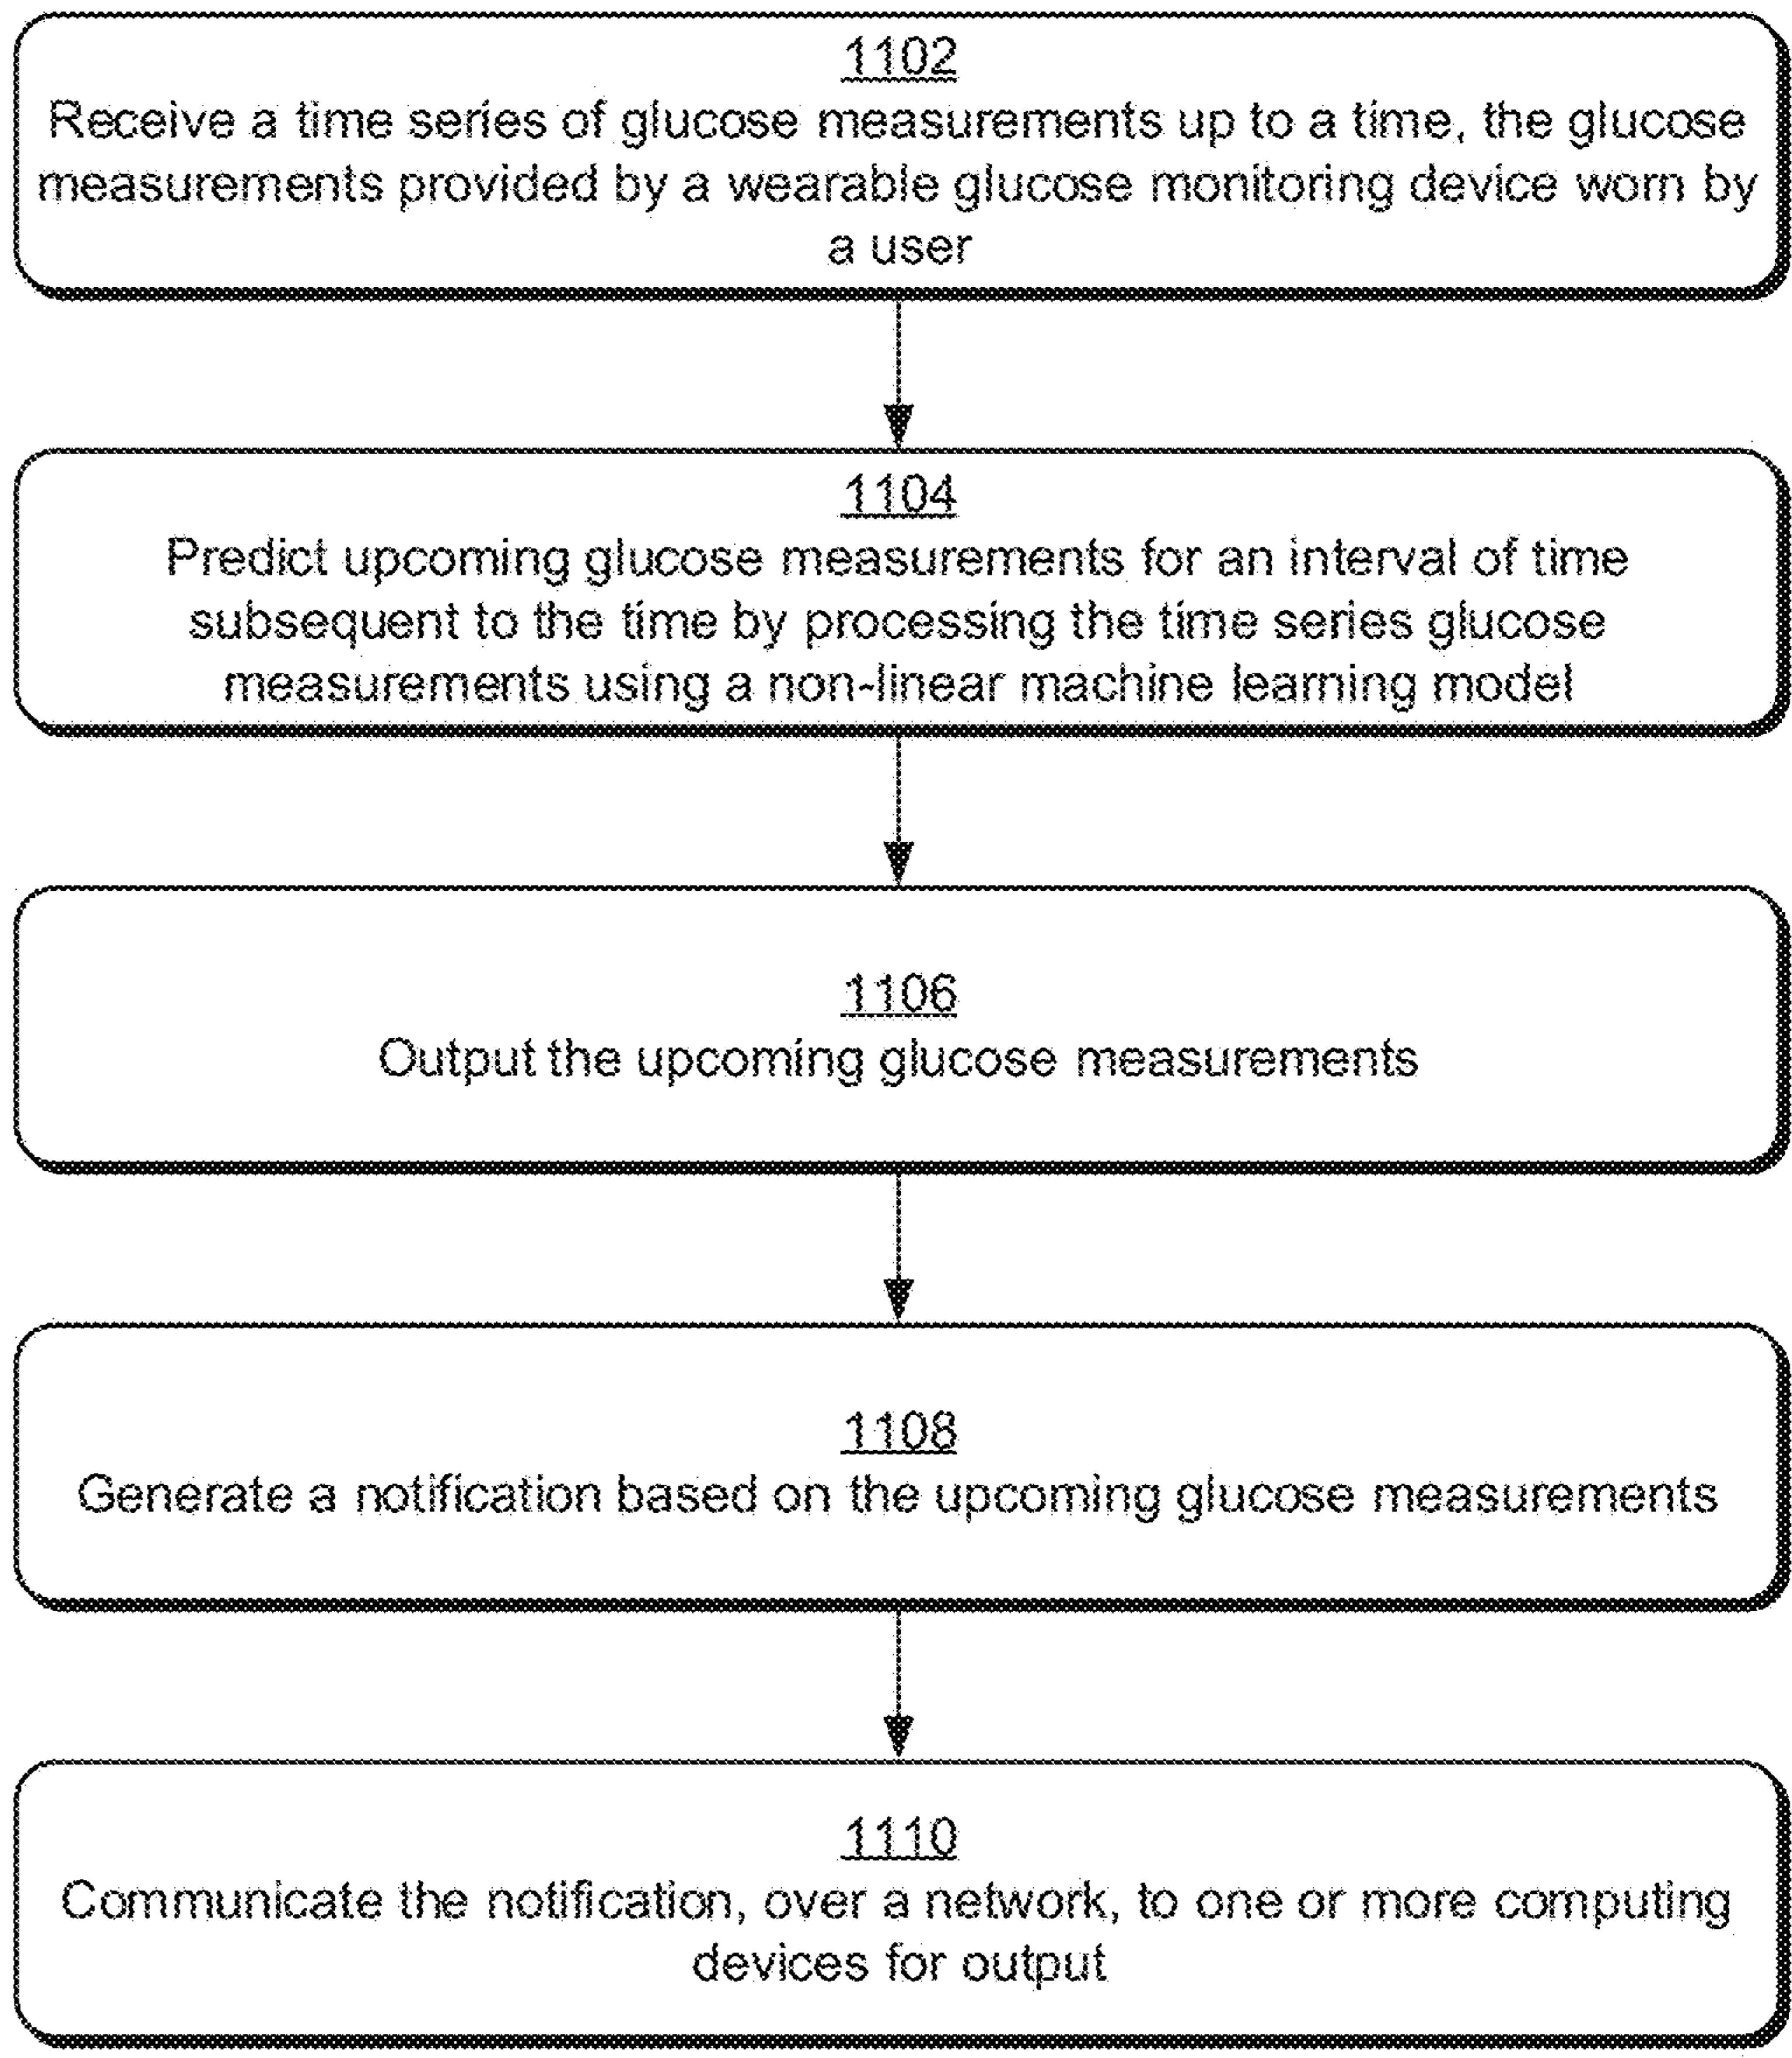 1102
Receive a time series of glucose measurements up to a time, the glucose
measurements provided by a wearable glucose monitoring device worn by
a user
1104
Predict upcoming glucose measurements for an interval of time
subsequent to the time by processing the time series glucose
measurements using a non-linear machine learning model
1106
Output the upcoming glucose measurements
1108
Generate a notification based on the upcoming glucose measurements
1110
Communicate the notification, over a network, to one or more computing
devices for output